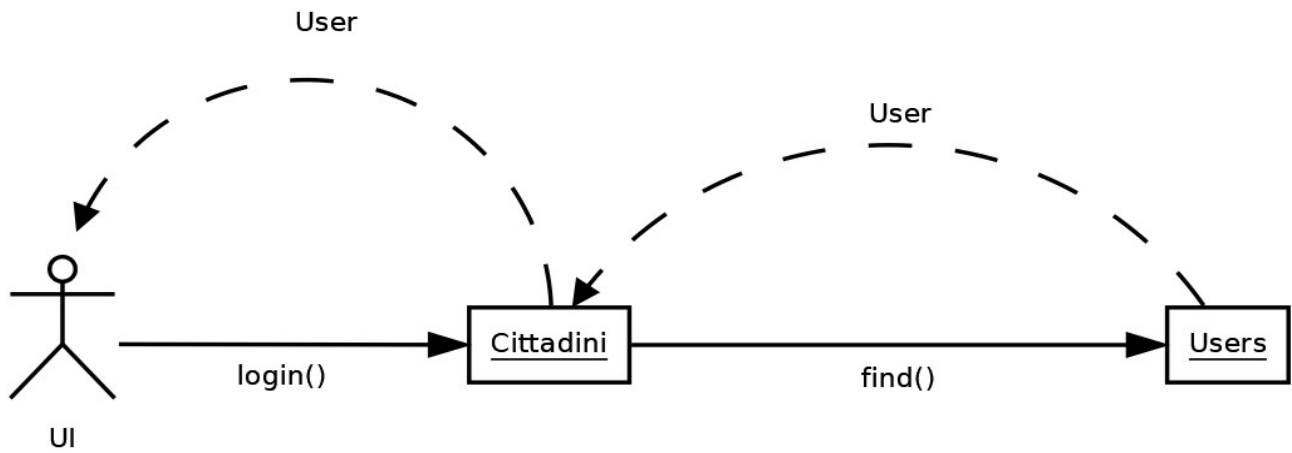 User
User
Cittadini
Users
login()
find()
UI